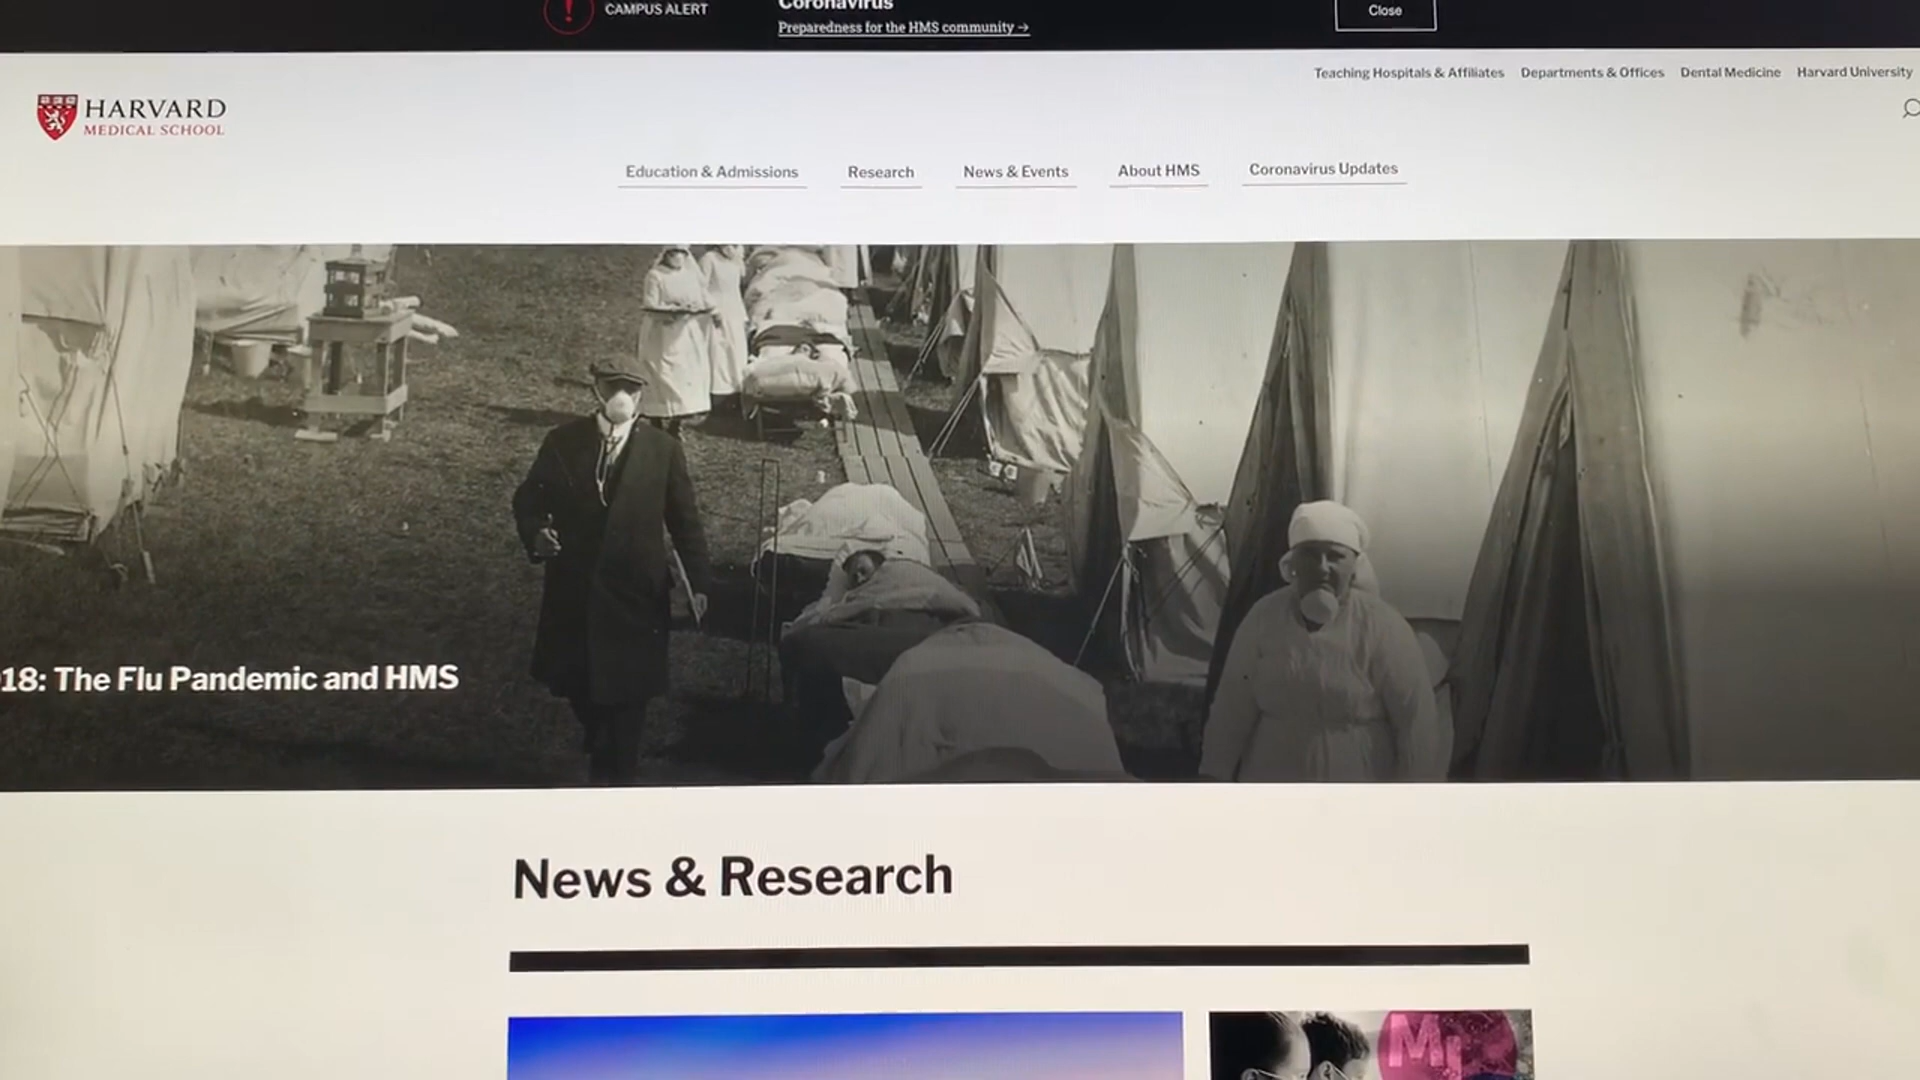 CAMPUS ALERT
Coronavirus
Preparedness for the HMS community →
Close
Teaching Hospitals & Affiliates
Departments & Offices
Dental Medicine
Harvard University
HARVARD
MEDICAL SCHOOL
Education & Admissions
Research
News & Events
About HMS
Coronavirus Updates
18: The Flu Pandemic and HMS
News & Research